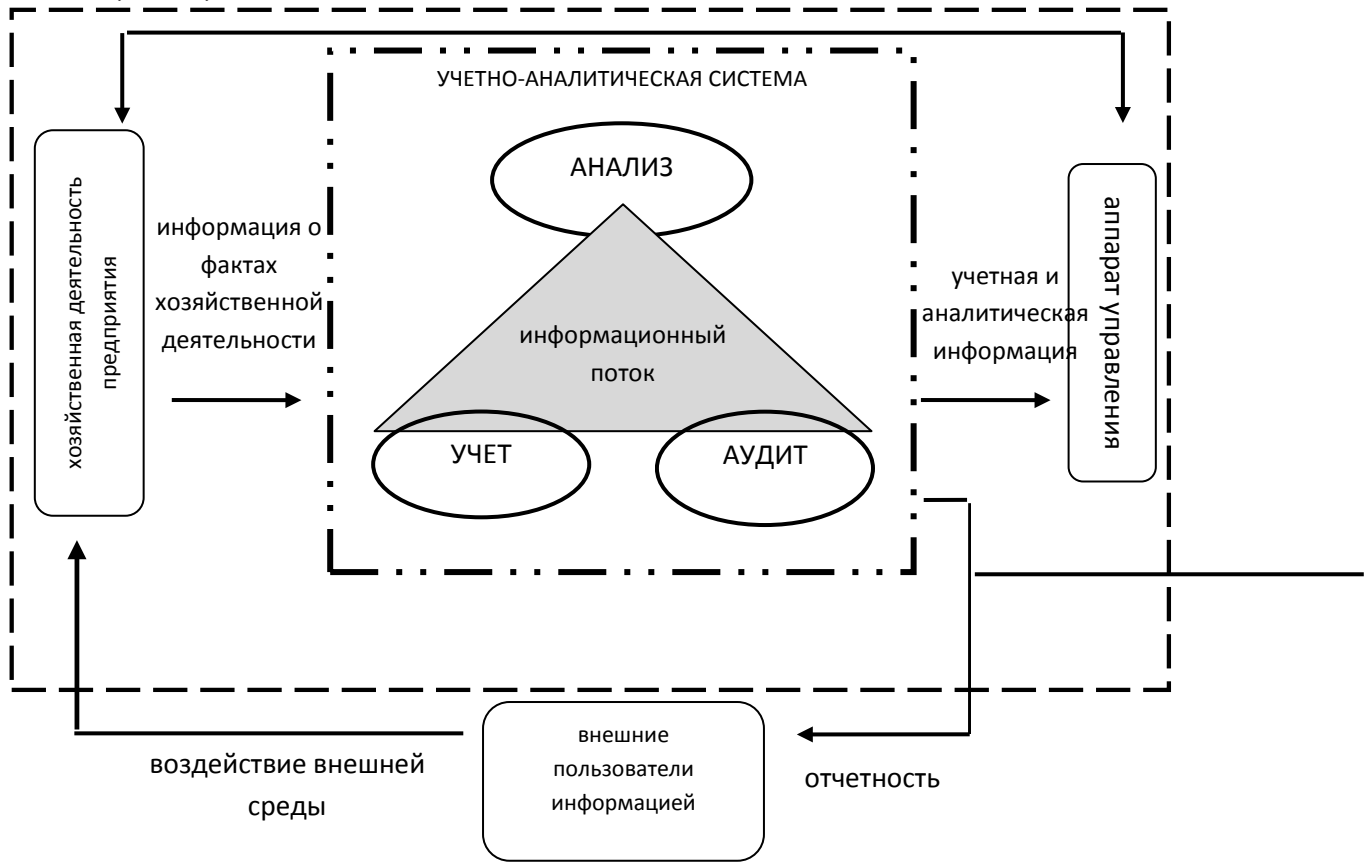 УЧЕТНО-АНАЛИТИЧЕСКАЯ СИСТЕМА
АНАЛИЗ
хозяйственная деятельность
предприятия
информация о
фактах
хозяйственной
деятельности
информационный
поток
учетная и
аналитическая
информация
аппарат управления
УЧЕТ
АУДИТ
воздействие внешней
среды
внешние
пользователи
информацией
отчетность